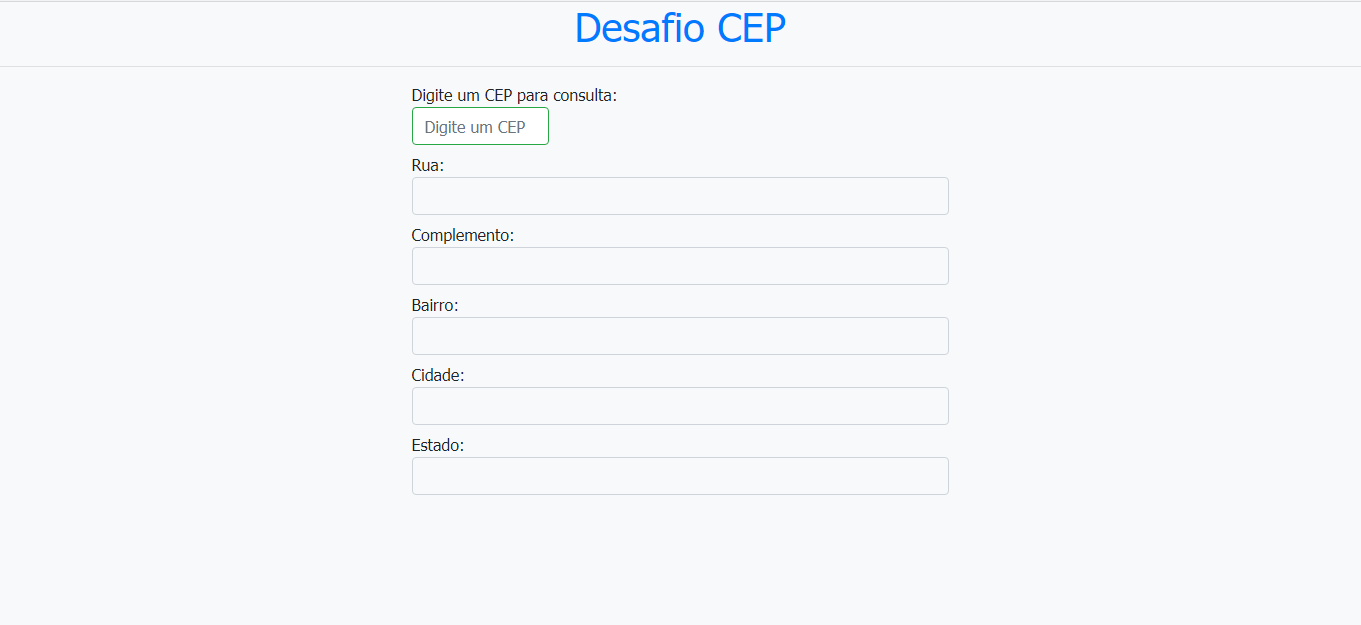 Desafio CEP
Digite um CEP para consulta:
Digite um CEP
Rua:
Complemento:
Bairro:
Cidade:
Estado: